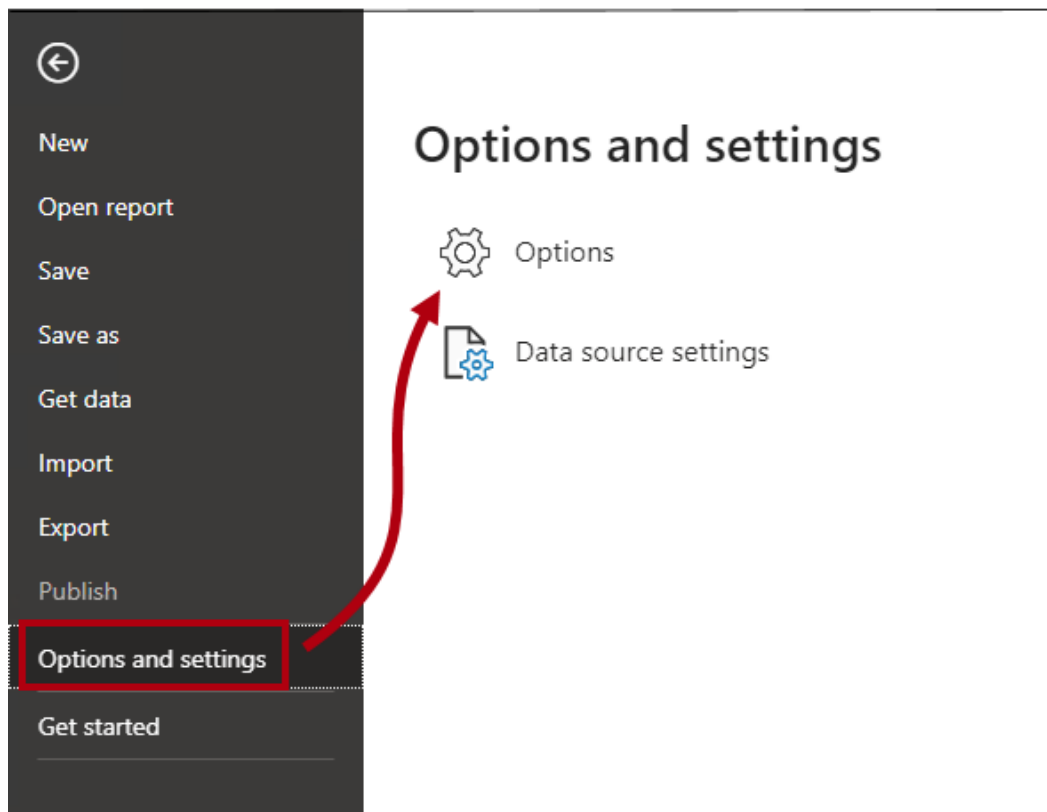 New
Open report
Save
Save as
Get data
Import
Export
Publish
Options and settings
Get started
Options and settings
Options
Data source settings